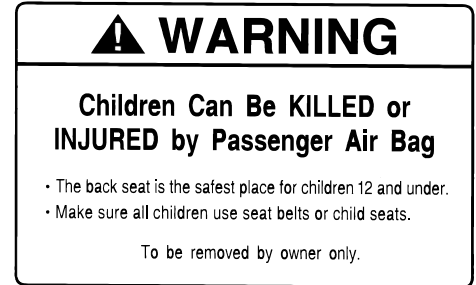 WARNING
Children Can Be KILLED or
INJURED by Passenger Air Bag
• The back seat is the safest place for children 12 and under.
• Make sure all children use seat belts or child seats.
To be removed by owner only.